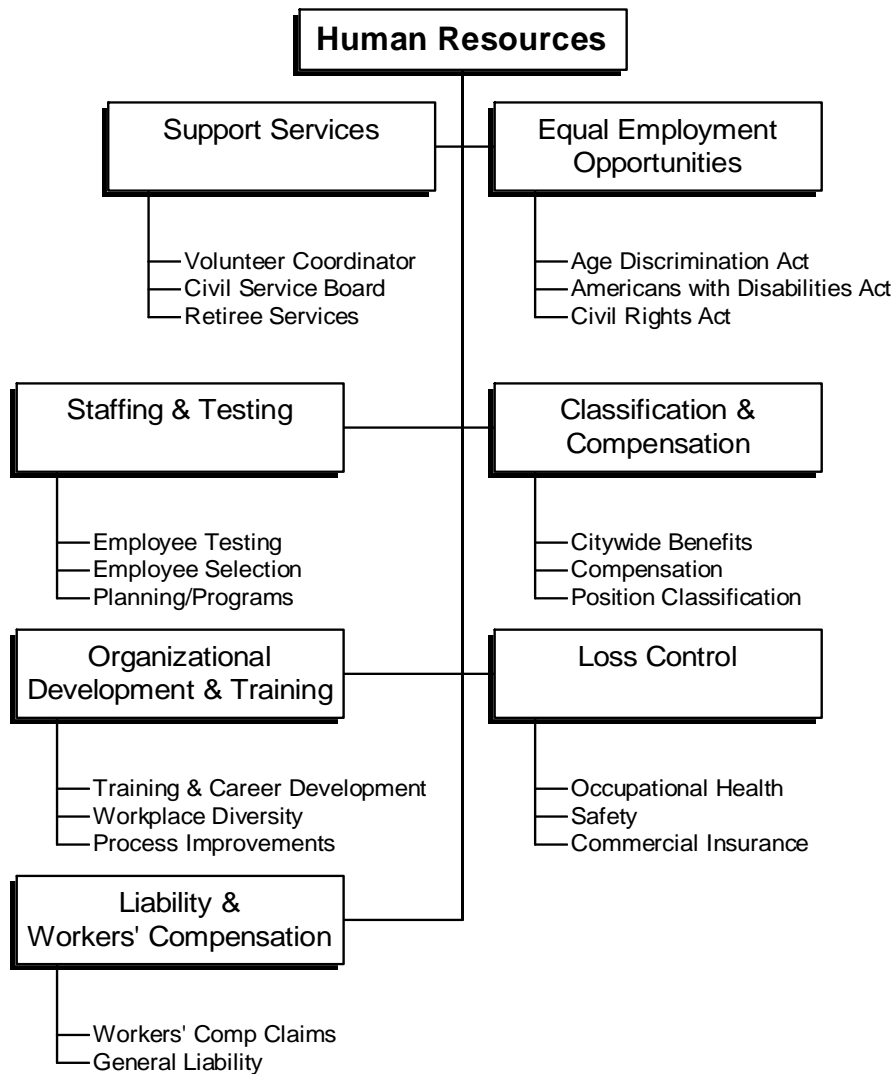 Human Resources
Support Services
Volunteer Coordinator
Civil Service Board
Retiree Services
Equal Employment
Opportunities
Age Discrimination Act
Americans with Disabilities Act
Civil Rights Act
Staffing & Testing
Employee Testing
Employee Selection
Planning/Programs
Classification &
Compensation
Citywide Benefits
Compensation
Position Classification
Organizational
Development & Training
Training & Career Development
Workplace Diversity
Process Improvements
Loss Control
Occupational Health
Safety
Commercial Insurance
Liability &
Workers' Compensation
Workers' Comp Claims
General Liability